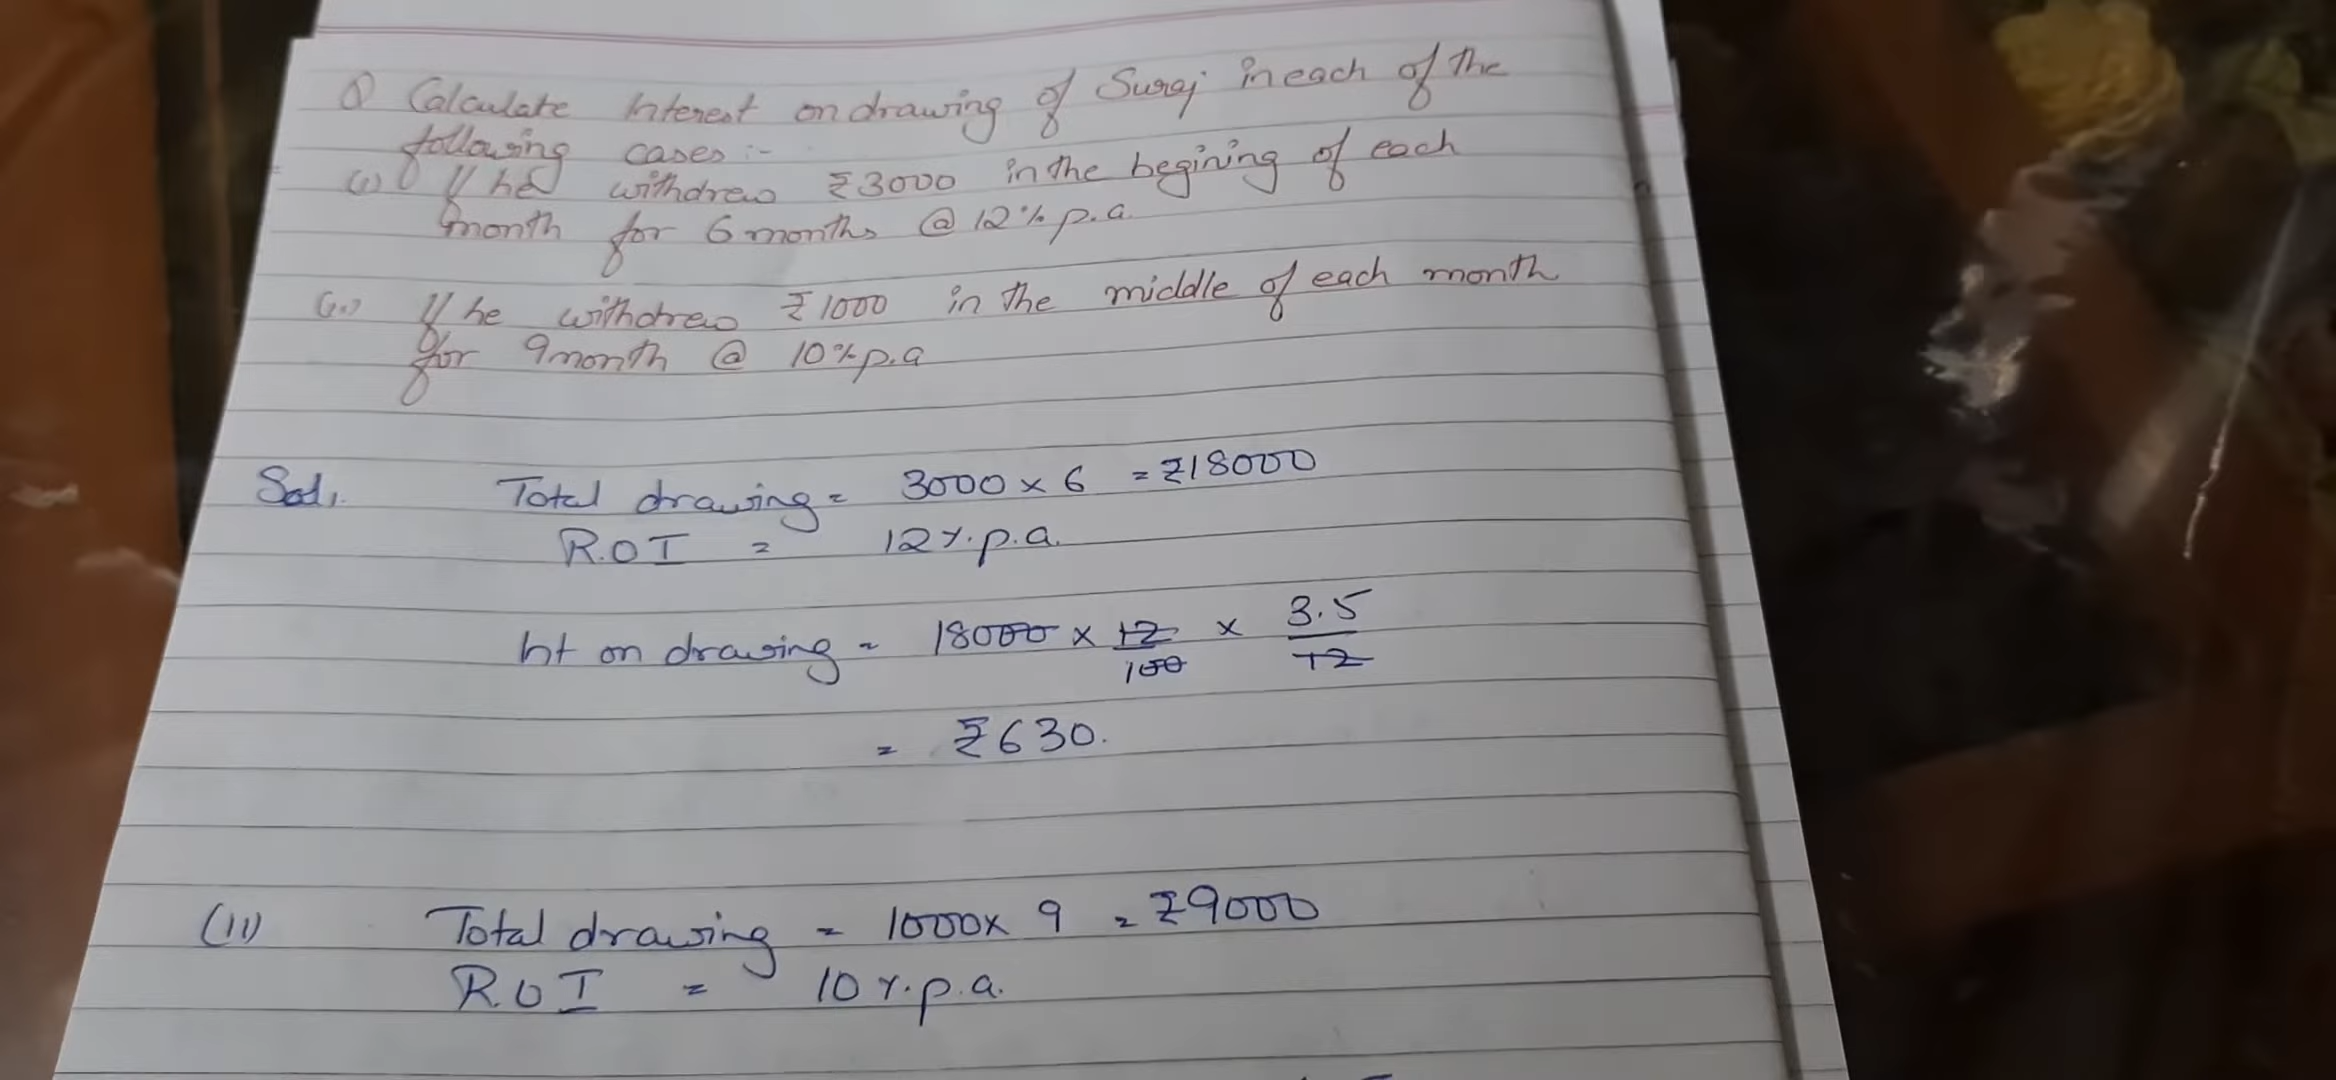 Q Calculate Interest on drawing of Suraj in each of the
following cases :-
(i) If he withdrew ₹3000 in the begining of each
month for 6 months @ 12% p.a.
(ii) If he withdrew ₹1000 in the middle of each month
for 9month @ 10% p.a
Sol. Total drawing = 3000 x 6 = ₹18000
R.O.I = 12%.p.a.
Int on drawing = 18000 x 12/100 x 3.5/12
= ₹630.
(11) Total drawing = 1000x 9 = ₹9000
R.O.I = 10%.p.a.